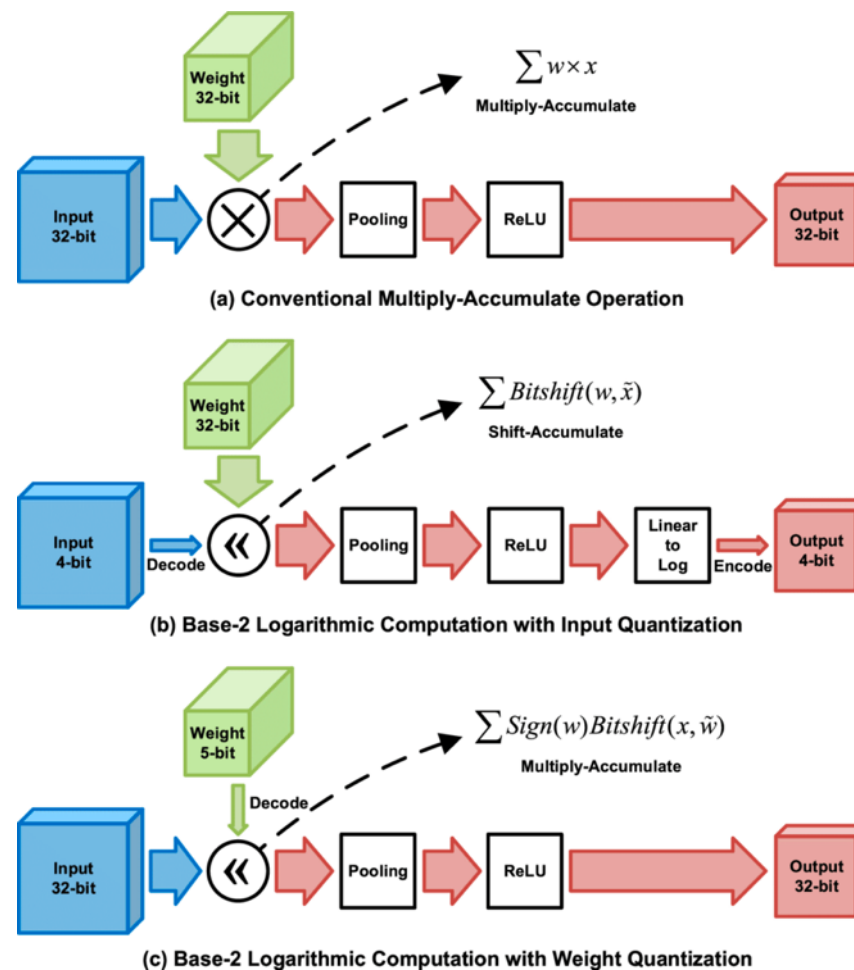 Weight
32-bit
∑ w × x
Multiply-Accumulate
Input
32-bit
Pooling
ReLU
Output
32-bit
(a) Conventional Multiply-Accumulate Operation
Weight
32-bit
∑ Bitshift(w, x̃)
Shift-Accumulate
Input
4-bit
Decode
«
Pooling
ReLU
Linear
to
Log
Encode
Output
4-bit
(b) Base-2 Logarithmic Computation with Input Quantization
Weight
5-bit
∑ Sign(w)Bitshift(x, w̃)
Multiply-Accumulate
Decode
Input
32-bit
«
Pooling
ReLU
Output
32-bit
(c) Base-2 Logarithmic Computation with Weight Quantization